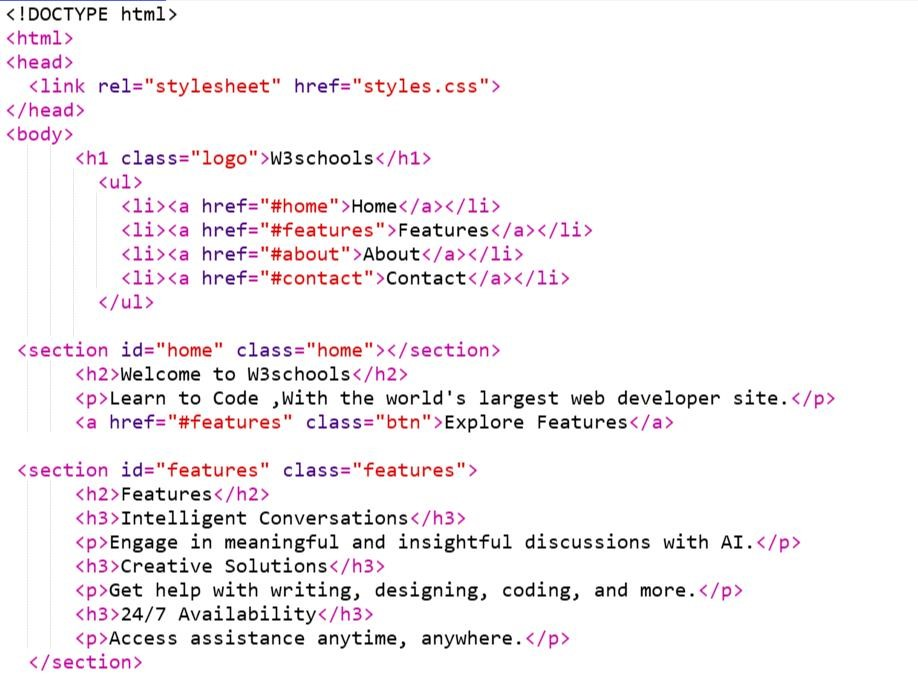 <!DOCTYPE html>
<html>
<head>
<link rel="stylesheet" href="styles.css">
</head>
<body>
<h1 class="logo">W3schools</h1>
<ul>
<li><a href="#home">Home</a></li>
<li><a href="#features">Features</a></li>
<li><a href="#about">About</a></li>
<li><a href="#contact">Contact</a></li>
</ul>
<section id="home" class="home"></section>
<h2>Welcome to W3schools</h2>
<p>Learn to Code ,With the world's largest web developer site.</p>
<a href="#features" class="btn">Explore Features</a>
<section id="features" class="features">
<h2>Features</h2>
<h3>Intelligent Conversations</h3>
<p>Engage in meaningful and insightful discussions with AI.</p>
<h3>Creative Solutions</h3>
<p>Get help with writing, designing, coding, and more.</p>
<h3>24/7 Availability</h3>
<p>Access assistance anytime, anywhere.</p>
</section>